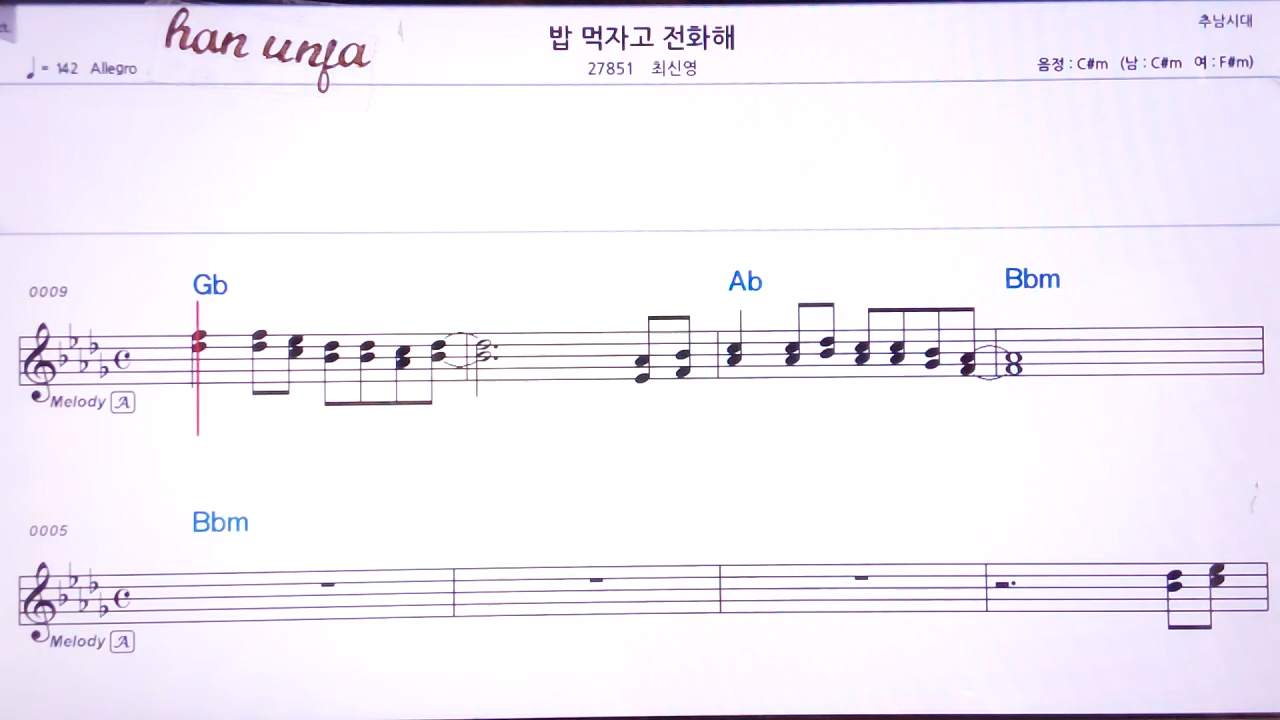 han unfa
밥 먹자고 전화해
추남시대
♩= 142 Allegro
27851 최신영
음정 : C#m (남 : C#m 여 : F#m)
Gb Ab Bbm
0009
Melody A
Bbm
0005
Melody A